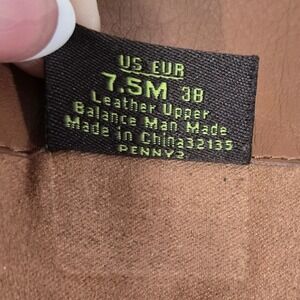 US EUR
7.5M 38
Leather Upper
Balance Man Made
Made in China32135
PENNY2